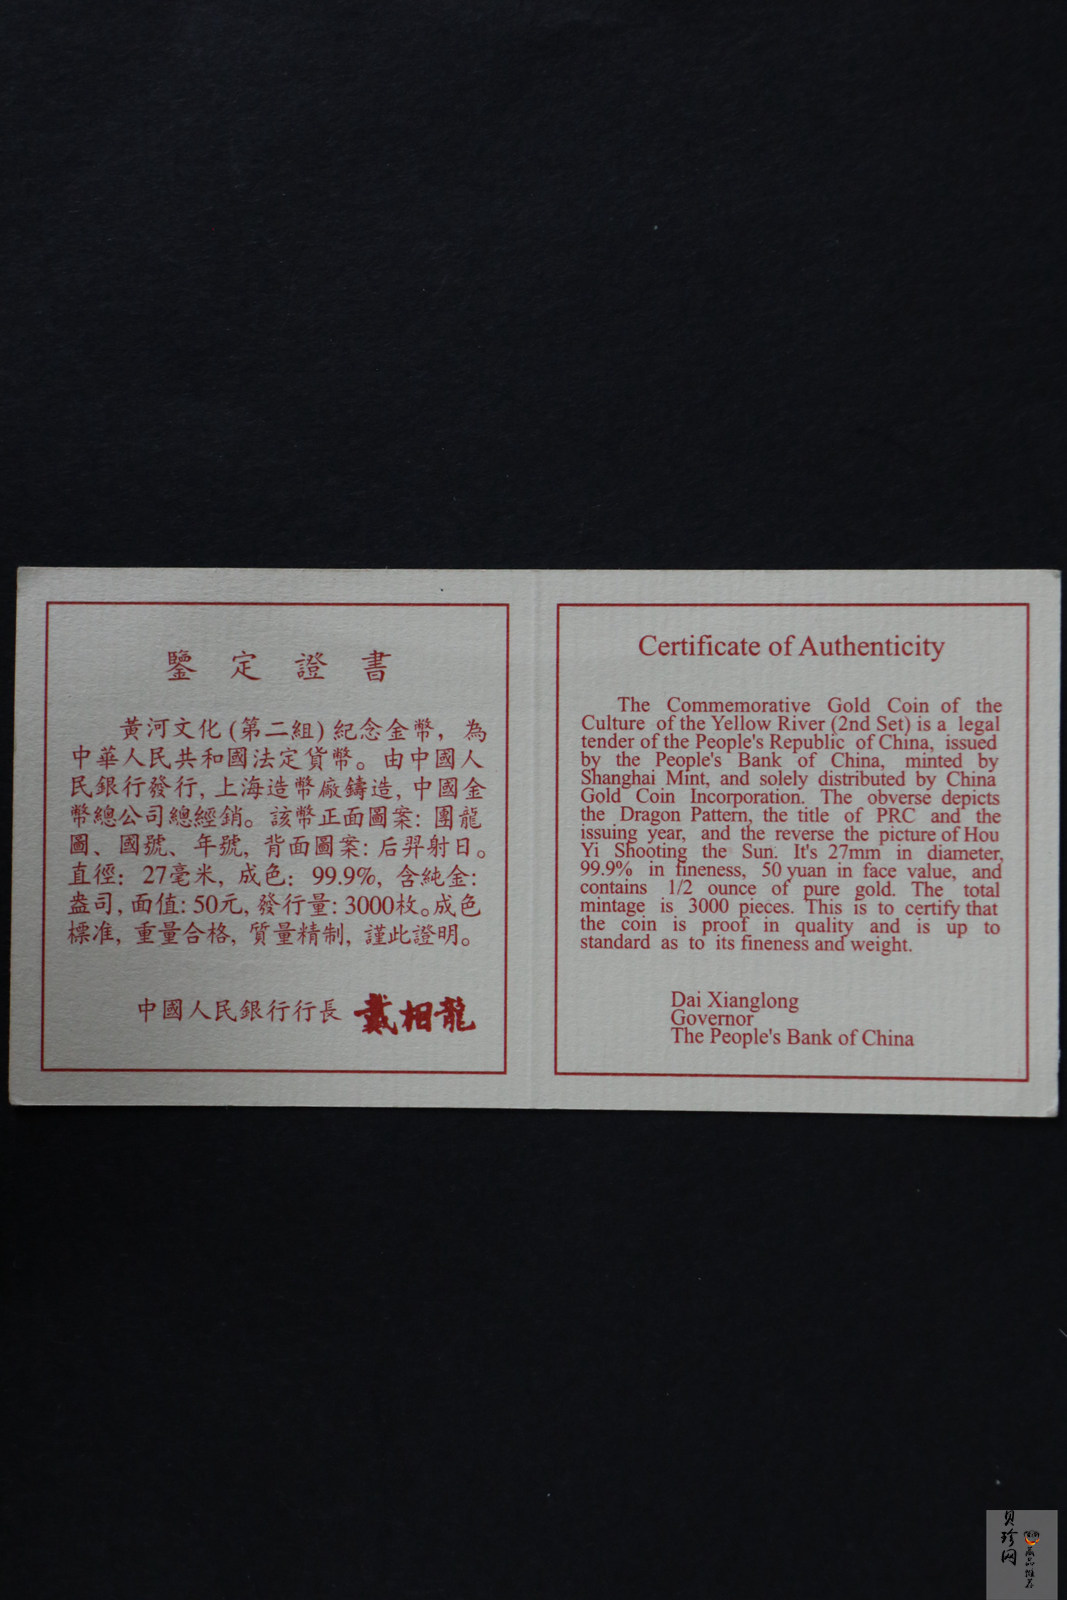 鑒定證書
黃河文化(第二組)紀念金幣，為
中華人民共和國法定貨幣。由中國人
民銀行發行,上海造幣廠鑄造,中國金
幣總公司總經銷。該幣正面圖案:團龍
圖、國號、年號,背面圖案:后羿射日。
直徑：27毫米,成色：99.9%,含純金:
盎司,面值:50元,發行量:3000枚。成色
標准,重量合格,質量精制,謹此證明。
中國人民銀行行長 戴相龍
Certificate of Authenticity
The Commemorative Gold Coin of the
Culture of the Yellow River (2nd Set) is a legal
tender of the People's Republic of China, issued
by the People's Bank of China, minted by
Shanghai Mint, and solely distributed by China
Gold Coin Incorporation. The obverse depicts
the Dragon Pattern, the title of PRC and the
issuing year, and the reverse the picture of Hou
Yi Shooting the Sun. It's 27mm in diameter,
99.9% in fineness, 50 yuan in face value, and
contains 1/2 ounce of pure gold. The total
mintage is 3000 pieces. This is to certify that
the coin is proof in quality and is up to
standard as to its fineness and weight.
Dai Xianglong
Governor
The People's Bank of China
贝珍网
藏品推荐